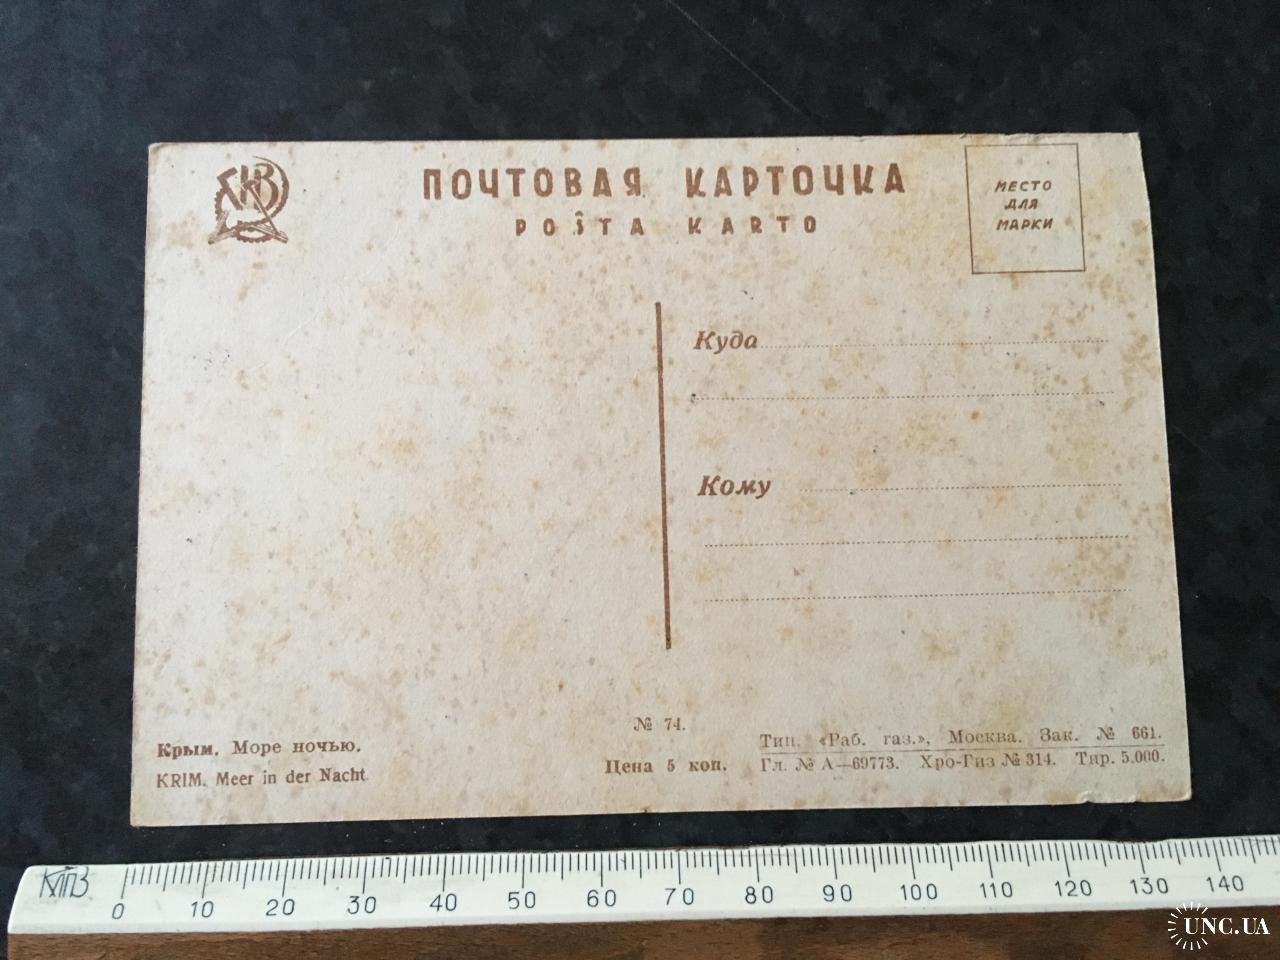 ПОЧТОВАЯ КАРТОЧКА
POŜTA KARTO
МЕСТО
ДЛЯ
МАРКИ
Куда
Кому
№ 74.
Крым. Море ночью.
KRIM. Meer in der Nacht
Цена 5 коп.
Тип. «Раб. газ.», Москва. Зак. № 661.
Гл. № А—69773. Хро-Гиз № 314. Тир. 5.000.
0 10 20 30 40 50 60 70 80 90 100 110 120 130 140
UNC.UA